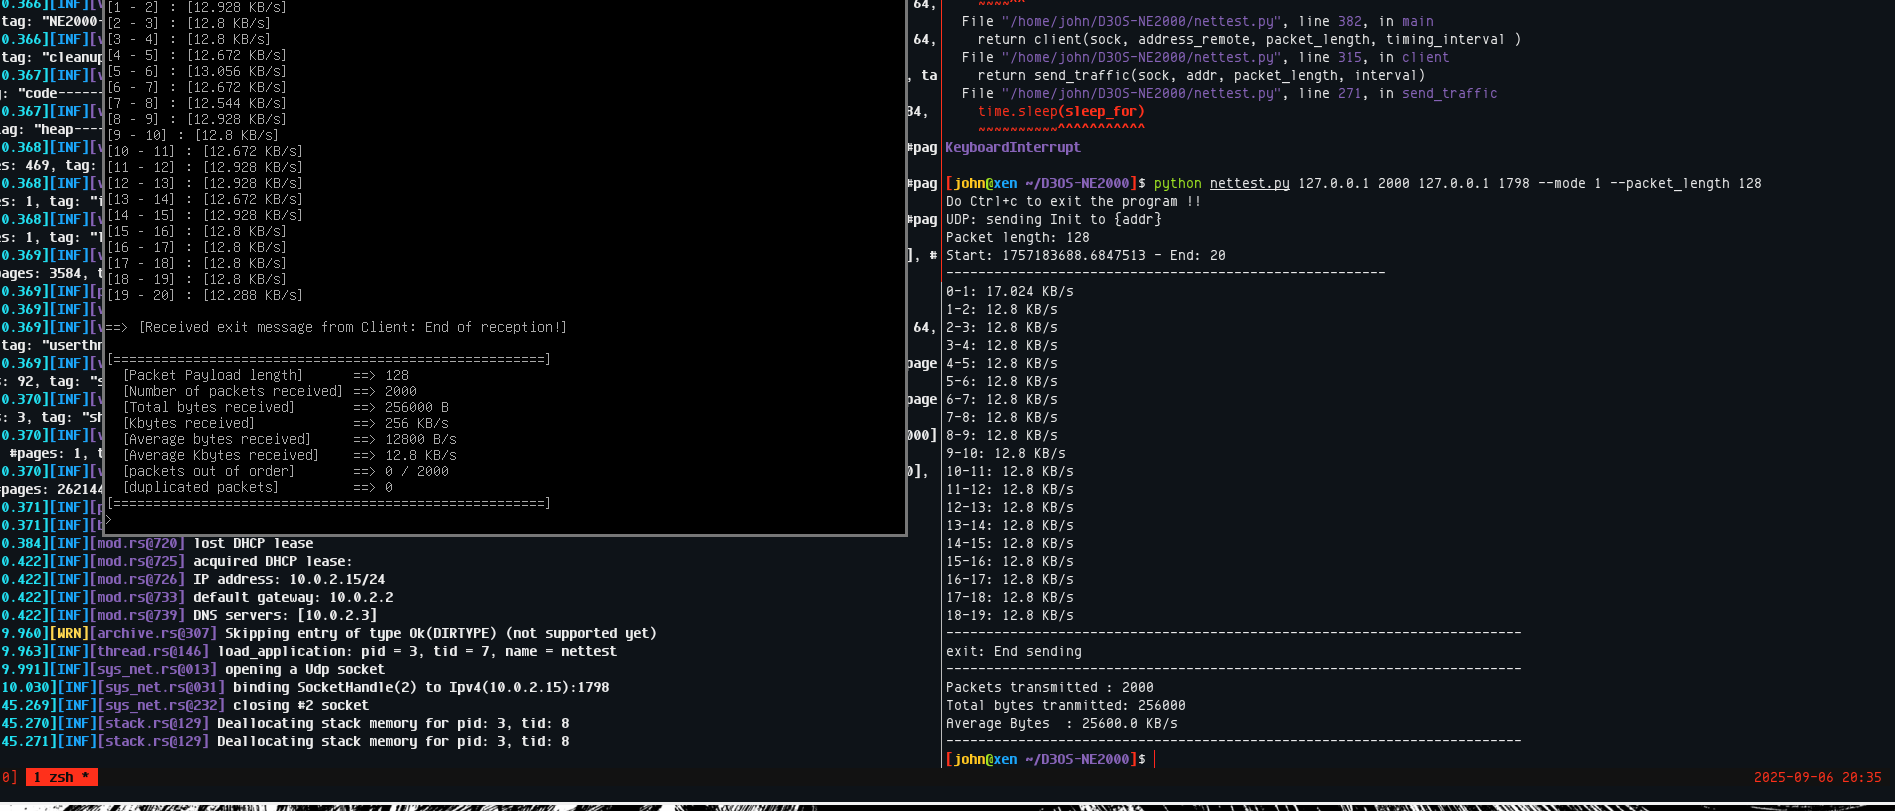 0.366][INF][v
tag: "NE2000-
0.366][INF][v
tag: "cleanup
0.367][INF][v
: "code------
0.367][INF][v
ag: "heap----
0.368][INF][v
es: 469, tag:
0.368][INF][v
es: 1, tag: "i
0.368][INF][v
es: 1, tag: "l
0.369][INF][v
ages: 3584, t
0.369][INF][p
0.369][INF][v
0.369][INF][v
tag: "userthr
0.369][INF][v
: 92, tag: "s
0.370][INF][v
: 3, tag: "sh
0.370][INF][v
#pages: 1, t
0.370][INF][v
pages: 262144
0.371][INF][p
0.371][INF][b
0.384][INF][mod.rs@720] lost DHCP lease
0.422][INF][mod.rs@725] acquired DHCP lease:
0.422][INF][mod.rs@726] IP address: 10.0.2.15/24
0.422][INF][mod.rs@733] default gateway: 10.0.2.2
0.422][INF][mod.rs@739] DNS servers: [10.0.2.3]
9.960][WRN][archive.rs@307] Skipping entry of type Ok(DIRTYPE) (not supported yet)
9.963][INF][thread.rs@146] load_application: pid = 3, tid = 7, name = nettest
9.991][INF][sys_net.rs@013] opening a Udp socket
10.030][INF][sys_net.rs@031] binding SocketHandle(2) to Ipv4(10.0.2.15):1798
45.269][INF][sys_net.rs@232] closing #2 socket
45.270][INF][stack.rs@129] Deallocating stack memory for pid: 3, tid: 8
45.271][INF][stack.rs@129] Deallocating stack memory for pid: 3, tid: 8
[1 - 2] : [12.928 KB/s]
[2 - 3] : [12.8 KB/s]
[3 - 4] : [12.8 KB/s]
[4 - 5] : [12.672 KB/s]
[5 - 6] : [13.056 KB/s]
[6 - 7] : [12.672 KB/s]
[7 - 8] : [12.544 KB/s]
[8 - 9] : [12.928 KB/s]
[9 - 10] : [12.8 KB/s]
[10 - 11] : [12.672 KB/s]
[11 - 12] : [12.928 KB/s]
[12 - 13] : [12.928 KB/s]
[13 - 14] : [12.672 KB/s]
[14 - 15] : [12.928 KB/s]
[15 - 16] : [12.8 KB/s]
[16 - 17] : [12.8 KB/s]
[17 - 18] : [12.8 KB/s]
[18 - 19] : [12.8 KB/s]
[19 - 20] : [12.288 KB/s]
==> [Received exit message from Client: End of reception!]
[======================================================]
[Packet Payload length] ==> 128
[Number of packets received] ==> 2000
[Total bytes received] ==> 256000 B
[Kbytes received] ==> 256 KB/s
[Average bytes received] ==> 12800 B/s
[Average Kbytes received] ==> 12.8 KB/s
[packets out of order] ==> 0 / 2000
[duplicated packets] ==> 0
[======================================================]
>
64,
64,
, ta
84,
#pag
#pag
#pag
], #
64,
page
page
000]
0],
~~~~^^
File "/home/john/D3OS-NE2000/nettest.py", line 382, in main
return client(sock, address_remote, packet_length, timing_interval )
File "/home/john/D3OS-NE2000/nettest.py", line 315, in client
return send_traffic(sock, addr, packet_length, interval)
File "/home/john/D3OS-NE2000/nettest.py", line 271, in send_traffic
time.sleep(sleep_for)
~~~~~~~~~~^^^^^^^^^^^
KeyboardInterrupt
[john@xen ~/D3OS-NE2000]$ python nettest.py 127.0.0.1 2000 127.0.0.1 1798 --mode 1 --packet_length 128
Do Ctrl+c to exit the program !!
UDP: sending Init to {addr}
Packet length: 128
Start: 1757183688.6847513 - End: 20
-------------------------------------------------------
0-1: 17.024 KB/s
1-2: 12.8 KB/s
2-3: 12.8 KB/s
3-4: 12.8 KB/s
4-5: 12.8 KB/s
5-6: 12.8 KB/s
6-7: 12.8 KB/s
7-8: 12.8 KB/s
8-9: 12.8 KB/s
9-10: 12.8 KB/s
10-11: 12.8 KB/s
11-12: 12.8 KB/s
12-13: 12.8 KB/s
13-14: 12.8 KB/s
14-15: 12.8 KB/s
15-16: 12.8 KB/s
16-17: 12.8 KB/s
17-18: 12.8 KB/s
18-19: 12.8 KB/s
------------------------------------------------------------------------
exit: End sending
------------------------------------------------------------------------
Packets transmitted : 2000
Total bytes tranmitted: 256000
Average Bytes  : 25600.0 KB/s
------------------------------------------------------------------------
[john@xen ~/D3OS-NE2000]$
0] 1 zsh *
2025-09-06 20:35